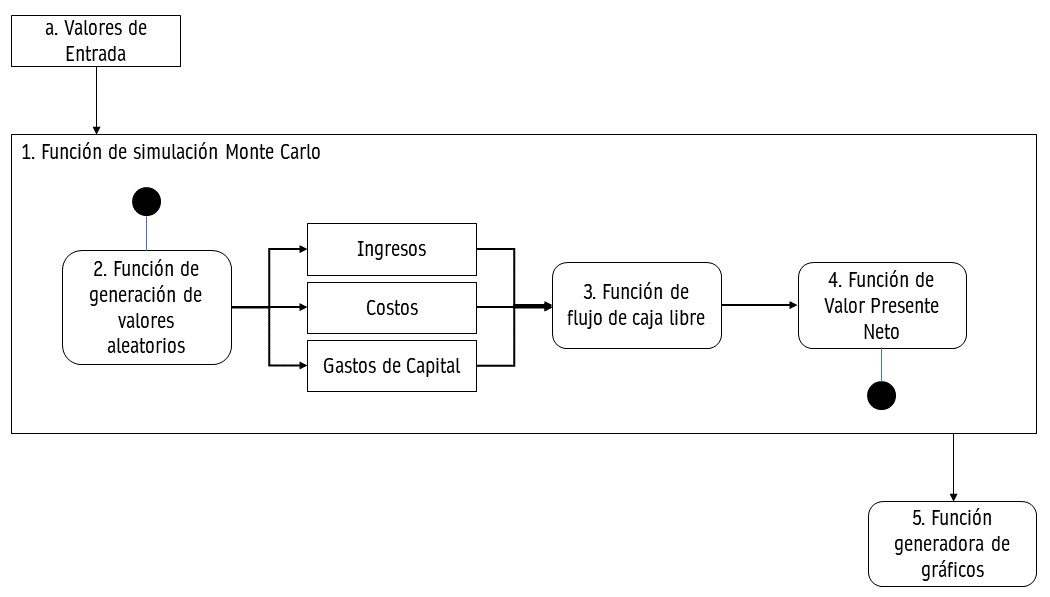 a. Valores de
Entrada
1. Función de simulación Monte Carlo
2. Función de
generación de
valores
aleatorios
Ingresos
Costos
Gastos de Capital
3. Función de
flujo de caja libre
4. Función de
Valor Presente
Neto
5. Función
generadora de
gráficos